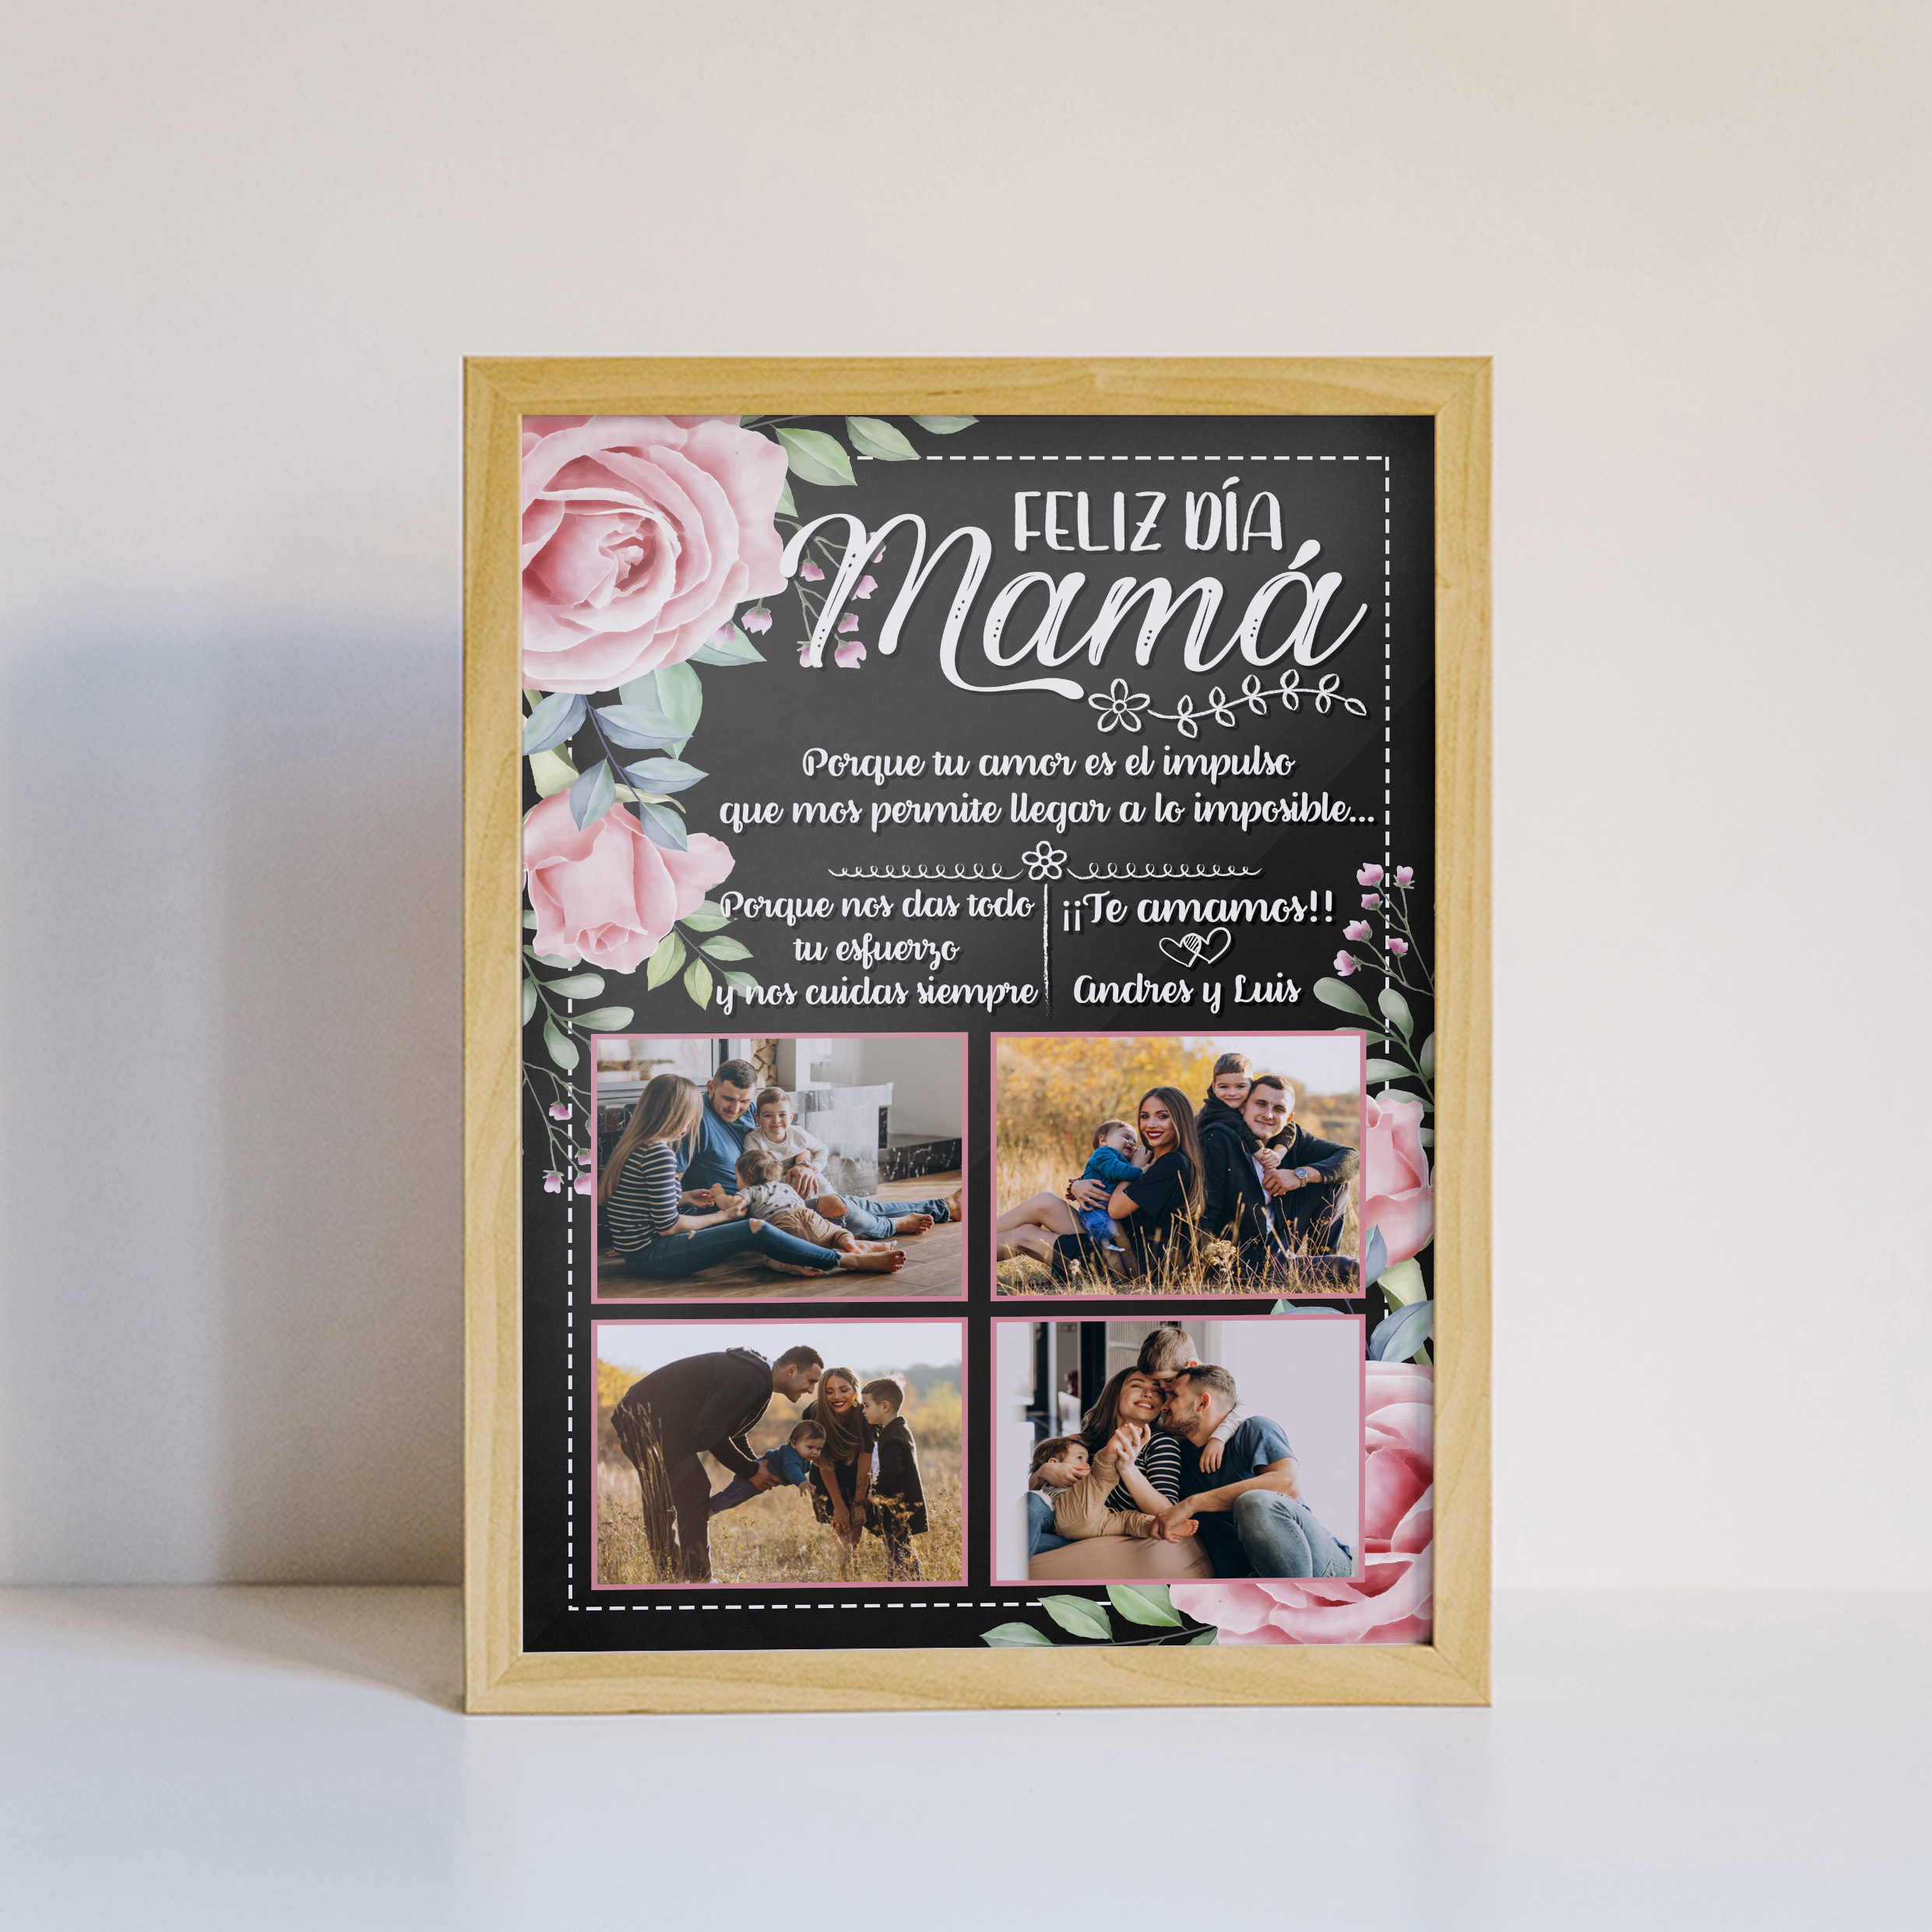 FELIZ DÍA
Mamá
Porque tu amor es el impulso
que mos permite llegar a lo imposible...
Porque nos das todo
tu esfuerzo
y nos cuidas siempre
¡¡Te amamos!!
Andres y Luis